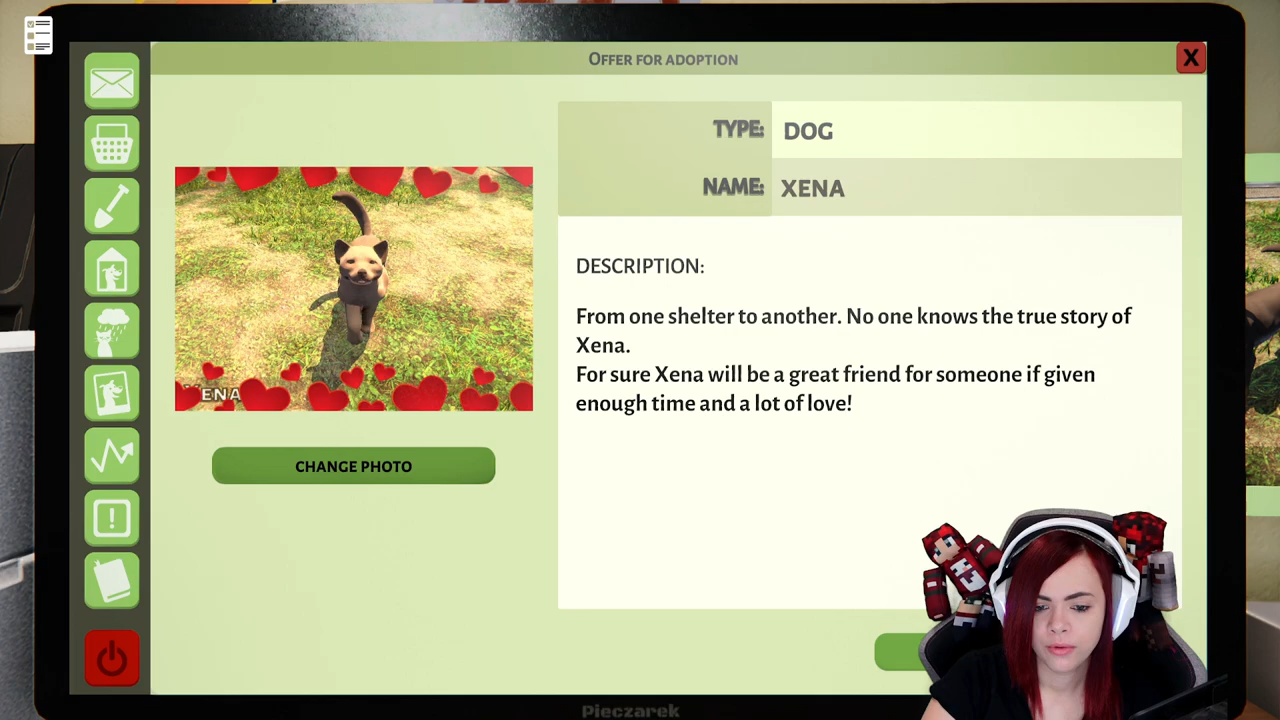 OFFER FOR ADOPTION
X
TYPE: DOG
NAME: XENA
DESCRIPTION:
From one shelter to another. No one knows the true story of
Xena.
For sure Xena will be a great friend for someone if given
enough time and a lot of love!
XENA
CHANGE PHOTO
Pieczarek